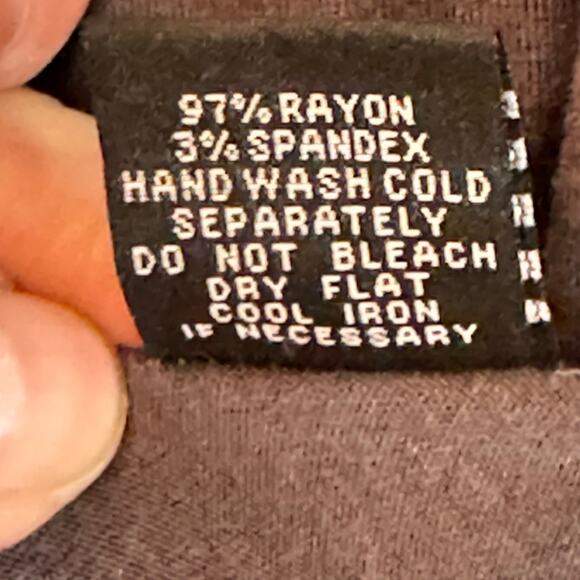 97% RAYON
3% SPANDEX
HAND WASH COLD
SEPARATELY
DO NOT BLEACH
DRY FLAT
COOL IRON
IF NECESSARY